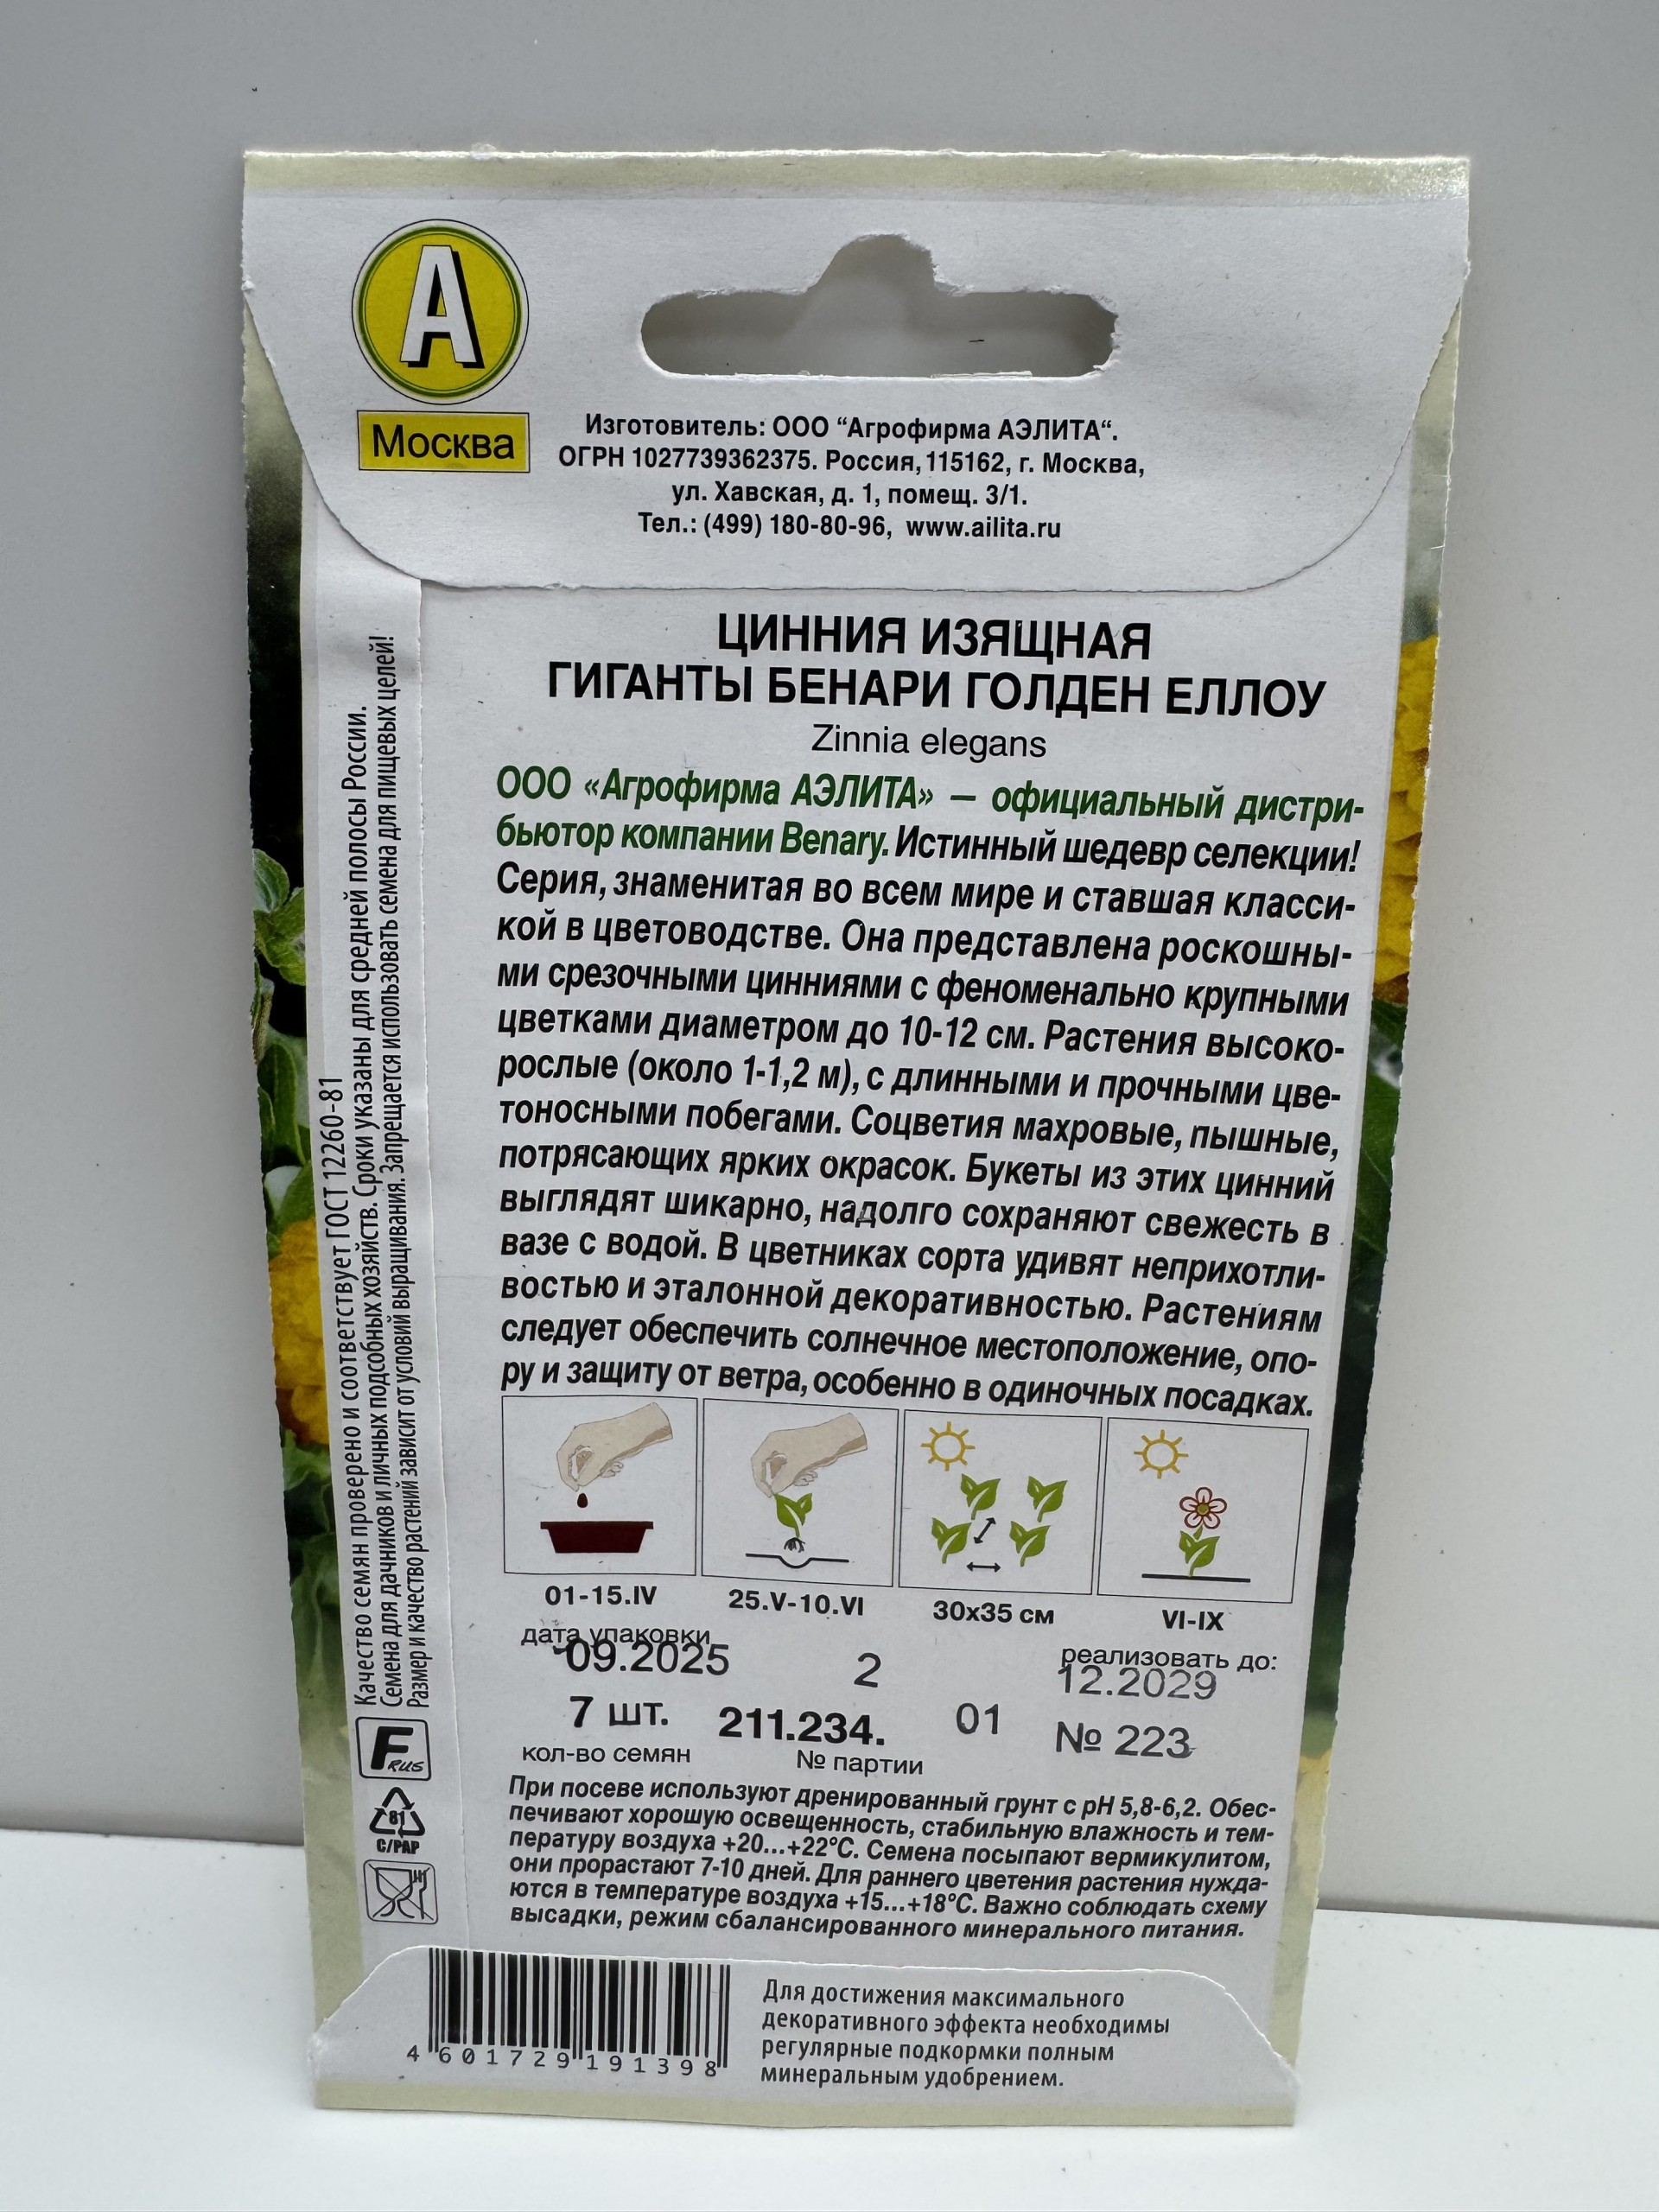 А
Москва
Изготовитель: ООО “Агрофирма АЭЛИТА“.
ОГРН 1027739362375. Россия, 115162, г. Москва,
ул. Хавская, д. 1, помещ. 3/1.
Тел.: (499) 180-80-96, www.ailita.ru
ЦИННИЯ ИЗЯЩНАЯ
ГИГАНТЫ БЕНАРИ ГОЛДЕН ЕЛЛОУ
Zinnia elegans
ООО «Агрофирма АЭЛИТА» — официальный дистри-
бьютор компании Benary. Истинный шедевр селекции!
Серия, знаменитая во всем мире и ставшая класси-
кой в цветоводстве. Она представлена роскошны-
ми срезочными цинниями с феноменально крупными
цветками диаметром до 10-12 см. Растения высоко-
рослые (около 1-1,2 м), с длинными и прочными цве-
тоносными побегами. Соцветия махровые, пышные,
потрясающих ярких окрасок. Букеты из этих цинний
выглядят шикарно, надолго сохраняют свежесть в
вазе с водой. В цветниках сорта удивят неприхотли-
востью и эталонной декоративностью. Растениям
следует обеспечить солнечное местоположение, опо-
ру и защиту от ветра, особенно в одиночных посадках.
01-15.IV
25.V-10.VI
30х35 см
VI-IX
дата упаковки
09.2025
2
реализовать до:
12.2029
7 шт.
211.234.
01
№ 223
кол-во семян
№ партии
При посеве используют дренированный грунт с pH 5,8-6,2. Обес-
печивают хорошую освещенность, стабильную влажность и тем-
пературу воздуха +20...+22°С. Семена посыпают вермикулитом,
они прорастают 7-10 дней. Для раннего цветения растения нужда-
ются в температуре воздуха +15...+18°С. Важно соблюдать схему
высадки, режим сбалансированного минерального питания.
Качество семян проверено и соответствует ГОСТ 12260-81
Семена для дачников и личных подсобных хозяйств. Сроки указаны для средней полосы России.
Размер и качество растений зависит от условий выращивания. Запрещается использовать семена для пищевых целей!
F RUS
81
C/PAP
4 601729 191398
Для достижения максимального
декоративного эффекта необходимы
регулярные подкормки полным
минеральным удобрением.